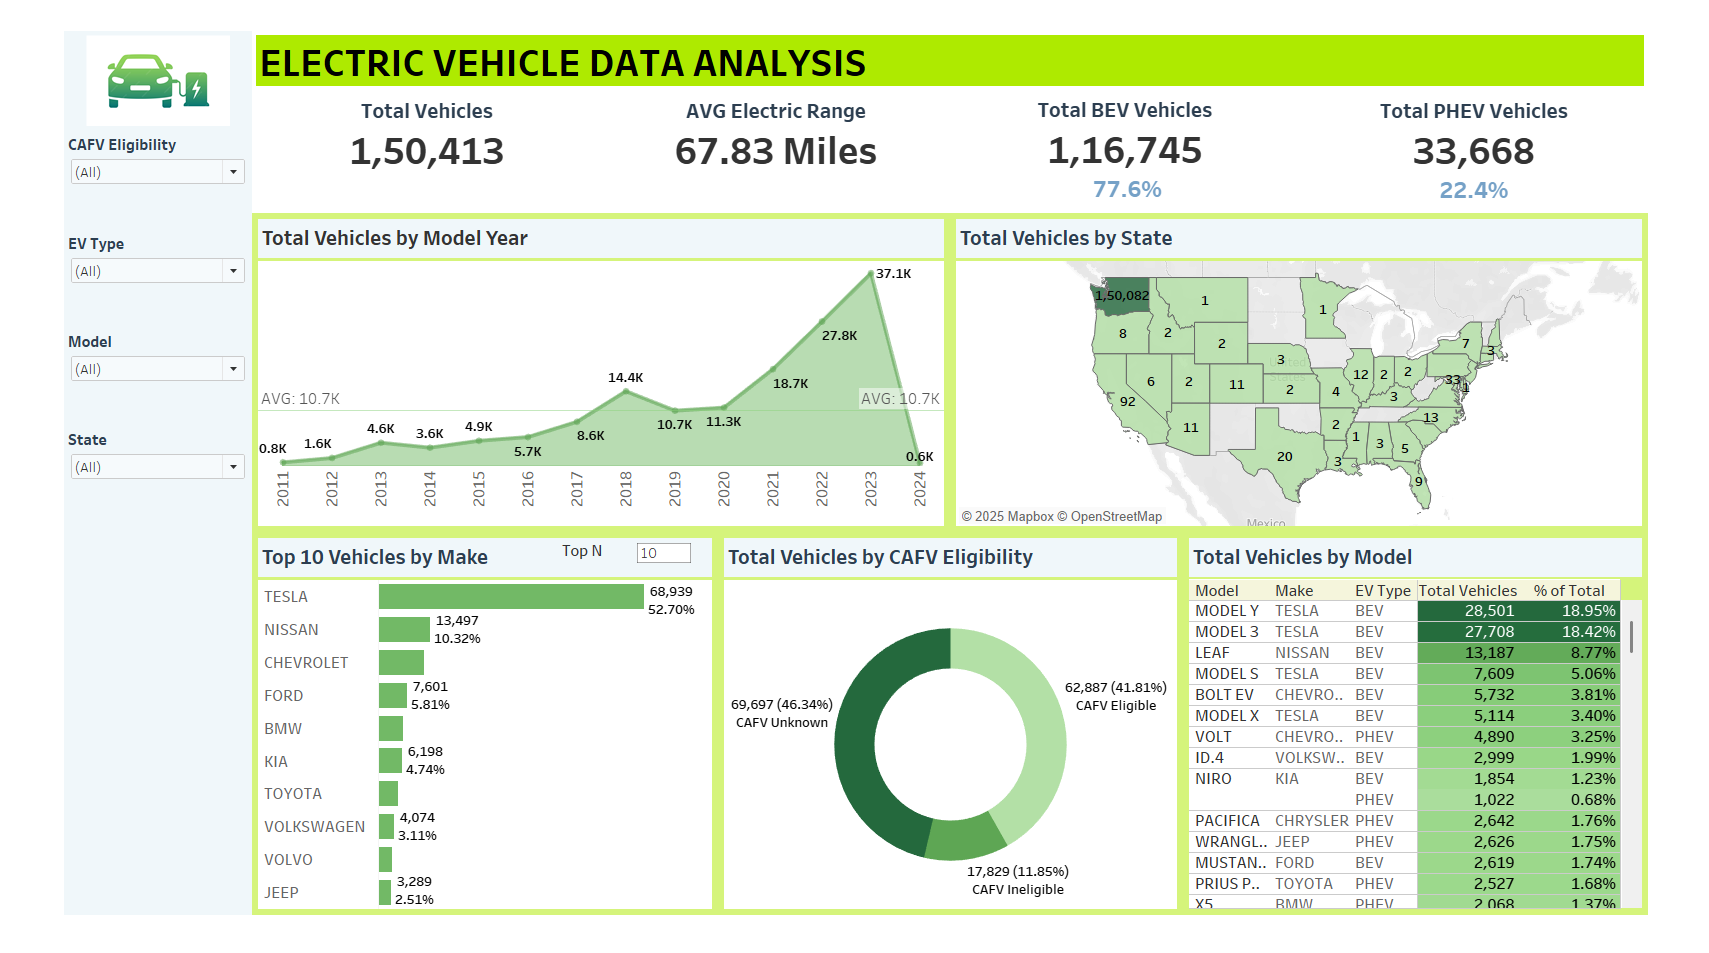 ELECTRIC VEHICLE DATA ANALYSIS
CAFV Eligibility
(All)
EV Type
(All)
Model
(All)
State
(All)
Total Vehicles
1,50,413
AVG Electric Range
67.83 Miles
Total BEV Vehicles
1,16,745
77.6%
Total PHEV Vehicles
33,668
22.4%
Total Vehicles by Model Year
37.1K
27.8K
18.7K
14.4K
AVG: 10.7K
AVG: 10.7K
10.7K
11.3K
8.6K
5.7K
4.9K
3.6K
4.6K
1.6K
0.8K
0.6K
2011
2012
2013
2014
2015
2016
2017
2018
2019
2020
2021
2022
2023
2024
Total Vehicles by State
1,50,082
1
1
8
2
2
7
3
3
6
2
11
2
4
12
2
2
33
1
3
92
11
2
13
1
3
5
20
3
9
United
Mexico
© 2025 Mapbox © OpenStreetMap
Top 10 Vehicles by Make
Top N
10
TESLA
68,939
52.70%
NISSAN
13,497
10.32%
CHEVROLET
FORD
7,601
5.81%
BMW
KIA
6,198
4.74%
TOYOTA
VOLKSWAGEN
4,074
3.11%
VOLVO
JEEP
3,289
2.51%
Total Vehicles by CAFV Eligibility
69,697 (46.34%)
CAFV Unknown
62,887 (41.81%)
CAFV Eligible
17,829 (11.85%)
CAFV Ineligible
Total Vehicles by Model
Model Make EV Type Total Vehicles % of Total
MODEL Y TESLA BEV 28,501 18.95%
MODEL 3 TESLA BEV 27,708 18.42%
LEAF NISSAN BEV 13,187 8.77%
MODEL S TESLA BEV 7,609 5.06%
BOLT EV CHEVRO.. BEV 5,732 3.81%
MODEL X TESLA BEV 5,114 3.40%
VOLT CHEVRO.. PHEV 4,890 3.25%
ID.4 VOLKSW.. BEV 2,999 1.99%
NIRO KIA BEV 1,854 1.23%
PHEV 1,022 0.68%
PACIFICA CHRYSLER PHEV 2,642 1.76%
WRANGL.. JEEP PHEV 2,626 1.75%
MUSTAN.. FORD BEV 2,619 1.74%
PRIUS P.. TOYOTA PHEV 2,527 1.68%
X5 BMW PHEV 2,068 1.37%